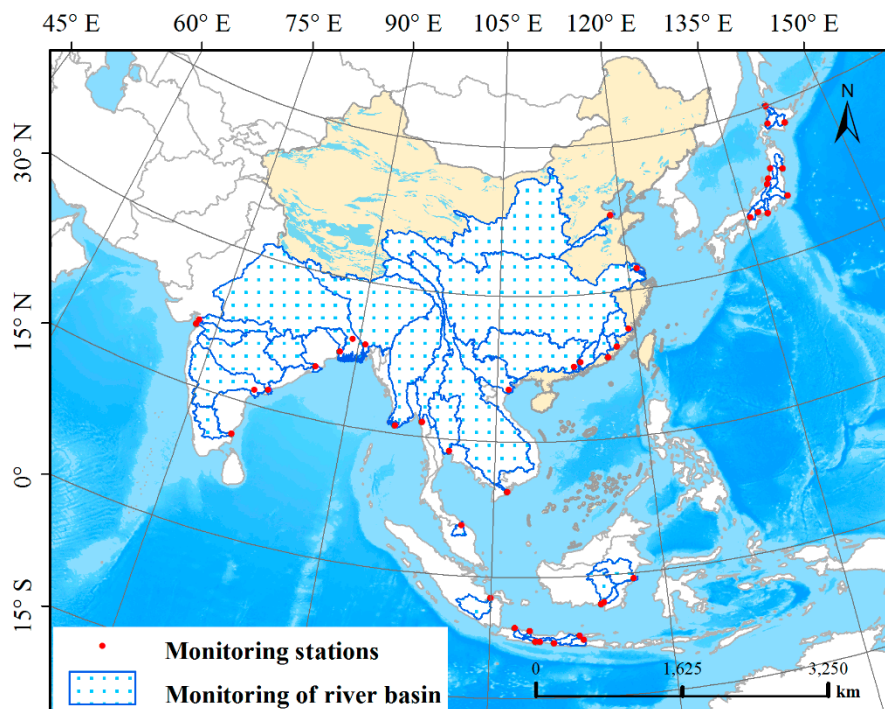 45° E 60° E 75° E 90° E 105° E 120° E 135° E 150° E
N
30° N
15° N
0°
15° S
Monitoring stations
Monitoring of river basin
0 1,625 3,250
km